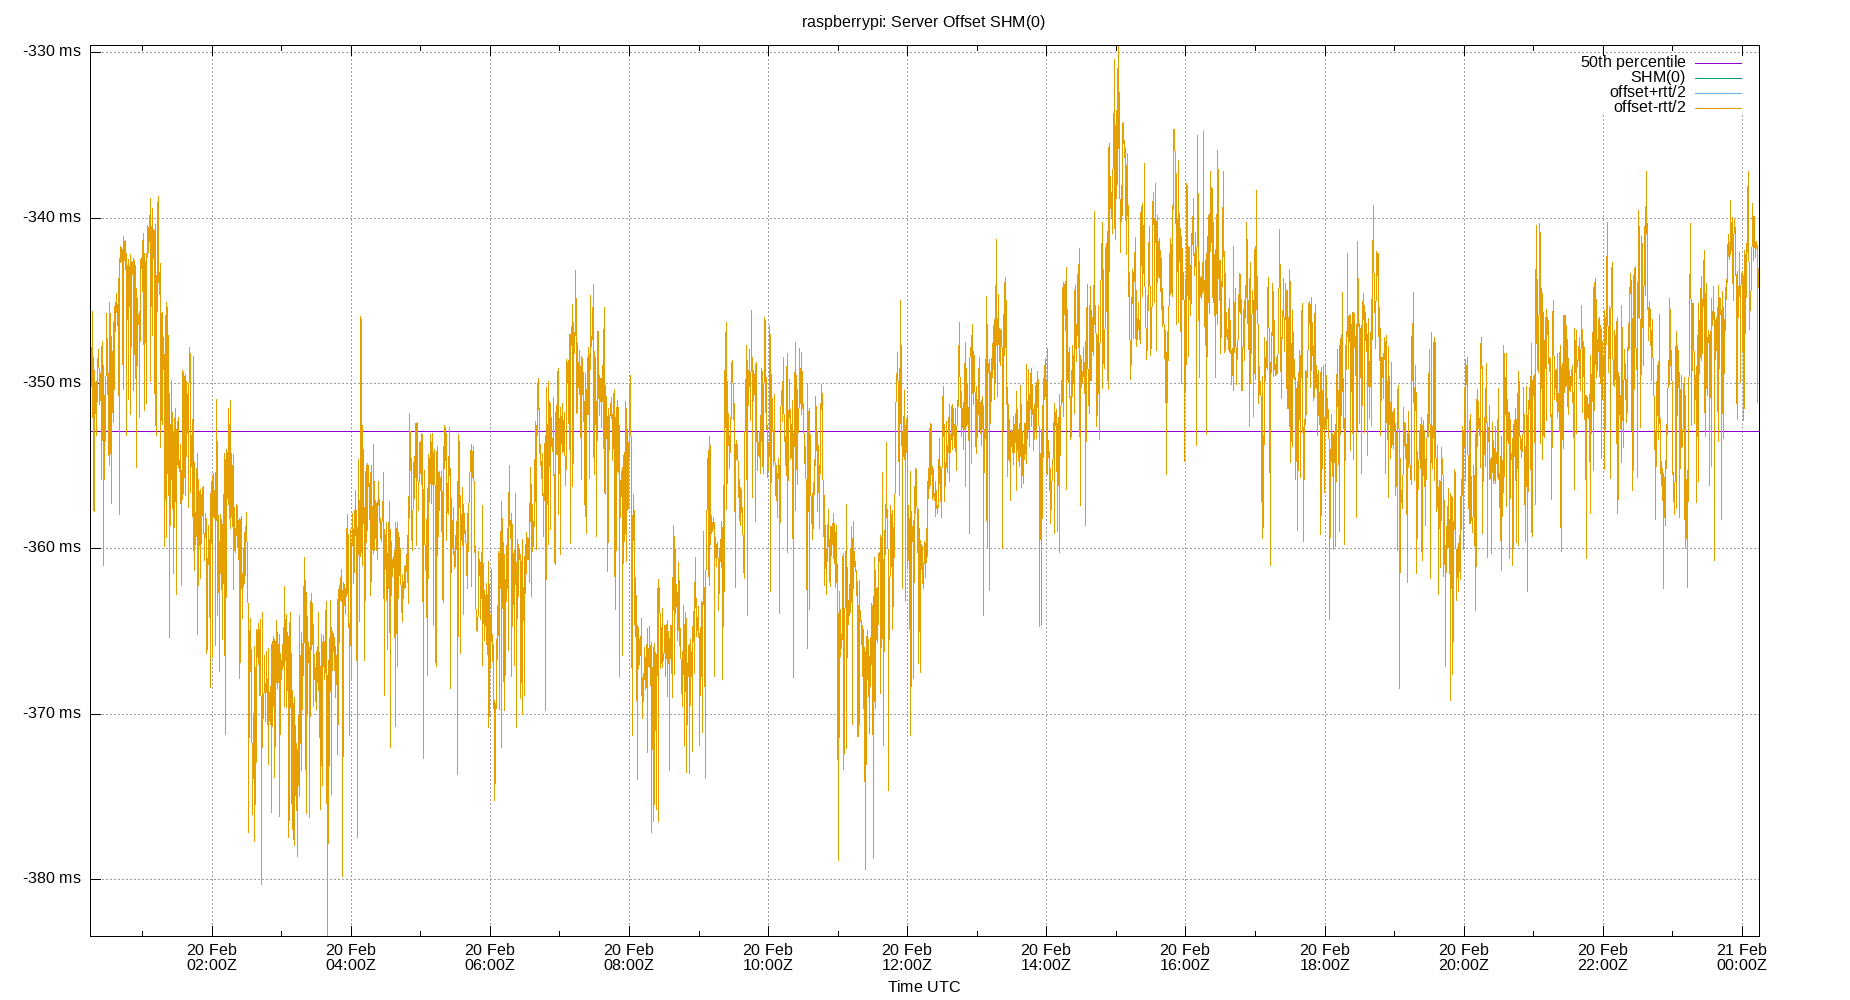 raspberrypi: Server Offset SHM(0)
-330 ms
-340 ms
-350 ms
-360 ms
-370 ms
-380 ms
50th percentile
SHM(0)
offset+rtt/2
offset-rtt/2
20 Feb 20 Feb 20 Feb 20 Feb 20 Feb 20 Feb 20 Feb 20 Feb 20 Feb 20 Feb 20 Feb 21 Feb
02:00Z 04:00Z 06:00Z 08:00Z 10:00Z 12:00Z 14:00Z 16:00Z 18:00Z 20:00Z 22:00Z 00:00Z
Time UTC